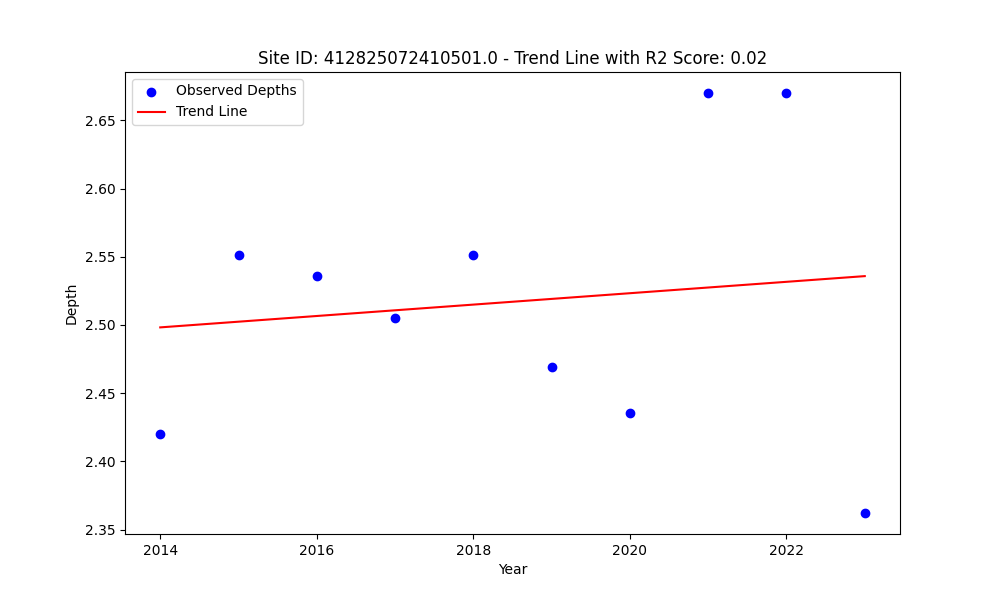 Site ID: 412825072410501.0 - Trend Line with R2 Score: 0.02
Observed Depths
Trend Line
2.65
2.60
2.55
2.50
2.45
2.40
2.35
Depth
2014
2016
2018
2020
2022
Year